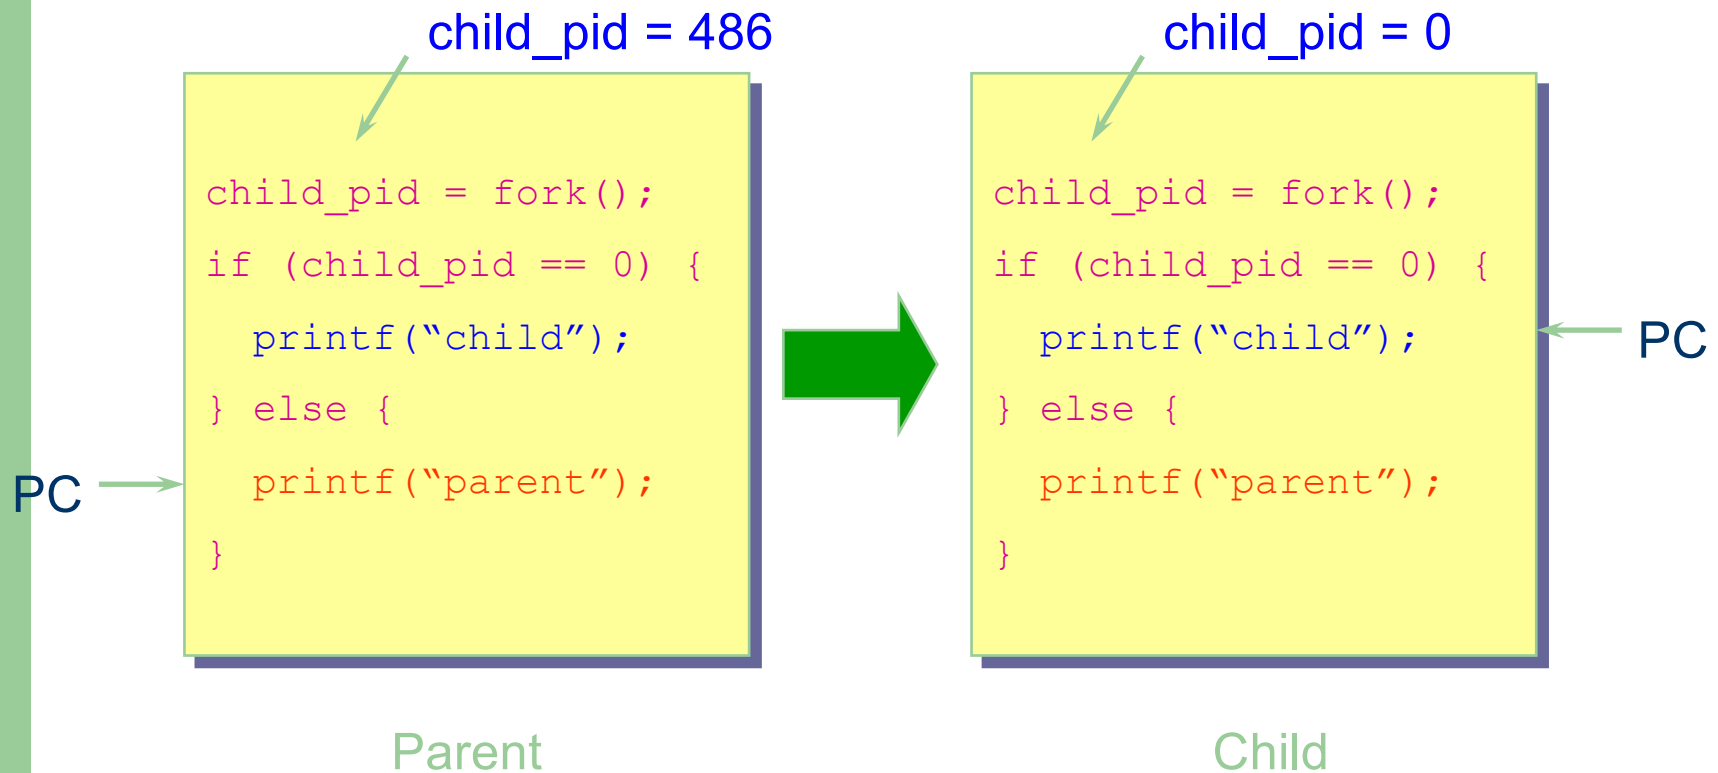 child_pid = 486
child_pid = fork();
if (child_pid == 0) {
printf(“child”);
} else {
PC
printf(“parent”);
}
Parent
child_pid = 0
child_pid = fork();
if (child_pid == 0) {
printf(“child”);
PC
} else {
printf(“parent”);
}
Child